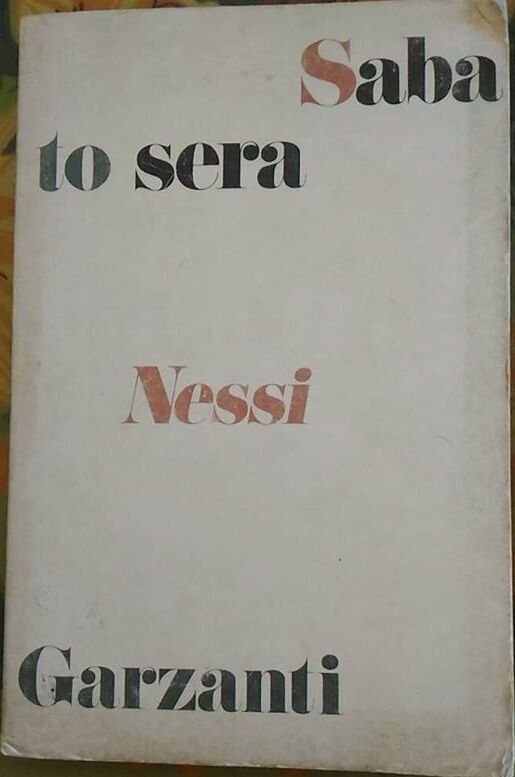 Saba
to sera
Nessi
Garzanti